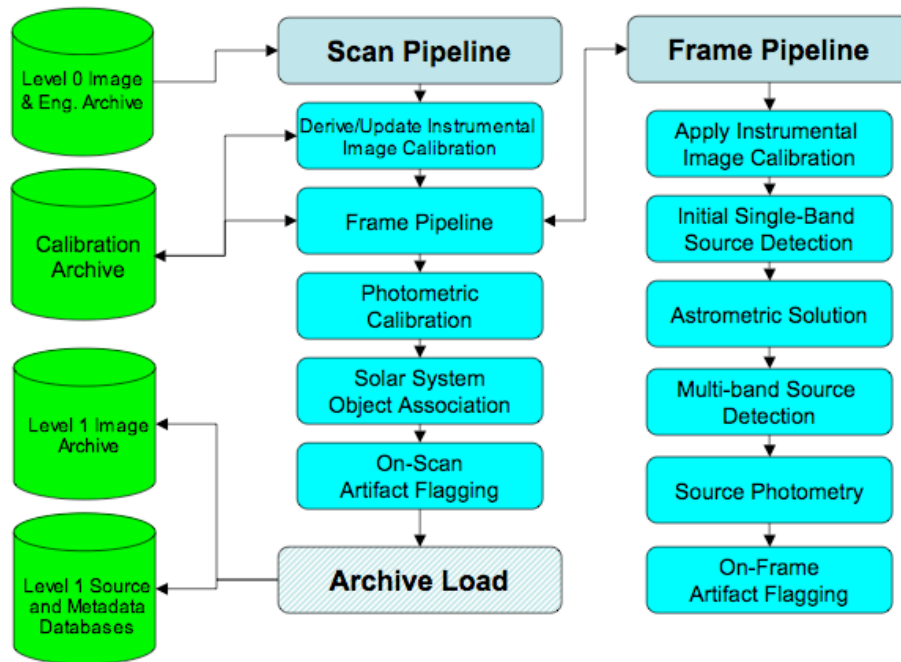 Level 0 Image
& Eng. Archive
Calibration
Archive
Level 1 Image
Archive
Level 1 Source
and Metadata
Databases
Scan Pipeline
Derive/Update Instrumental
Image Calibration
Frame Pipeline
Photometric
Calibration
Solar System
Object Association
On-Scan
Artifact Flagging
Archive Load
Frame Pipeline
Apply Instrumental
Image Calibration
Initial Single-Band
Source Detection
Astrometric Solution
Multi-band Source
Detection
Source Photometry
On-Frame
Artifact Flagging